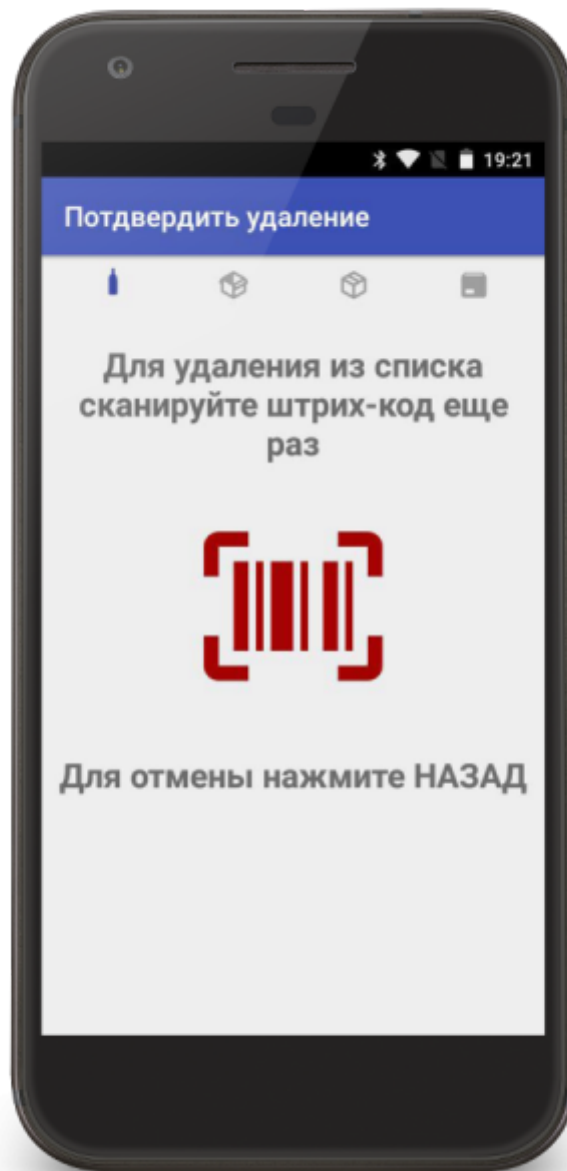 19:21
Потдвердить удаление
Для удаления из списка
сканируйте штрих-код еще
раз
Для отмены нажмите НАЗАД